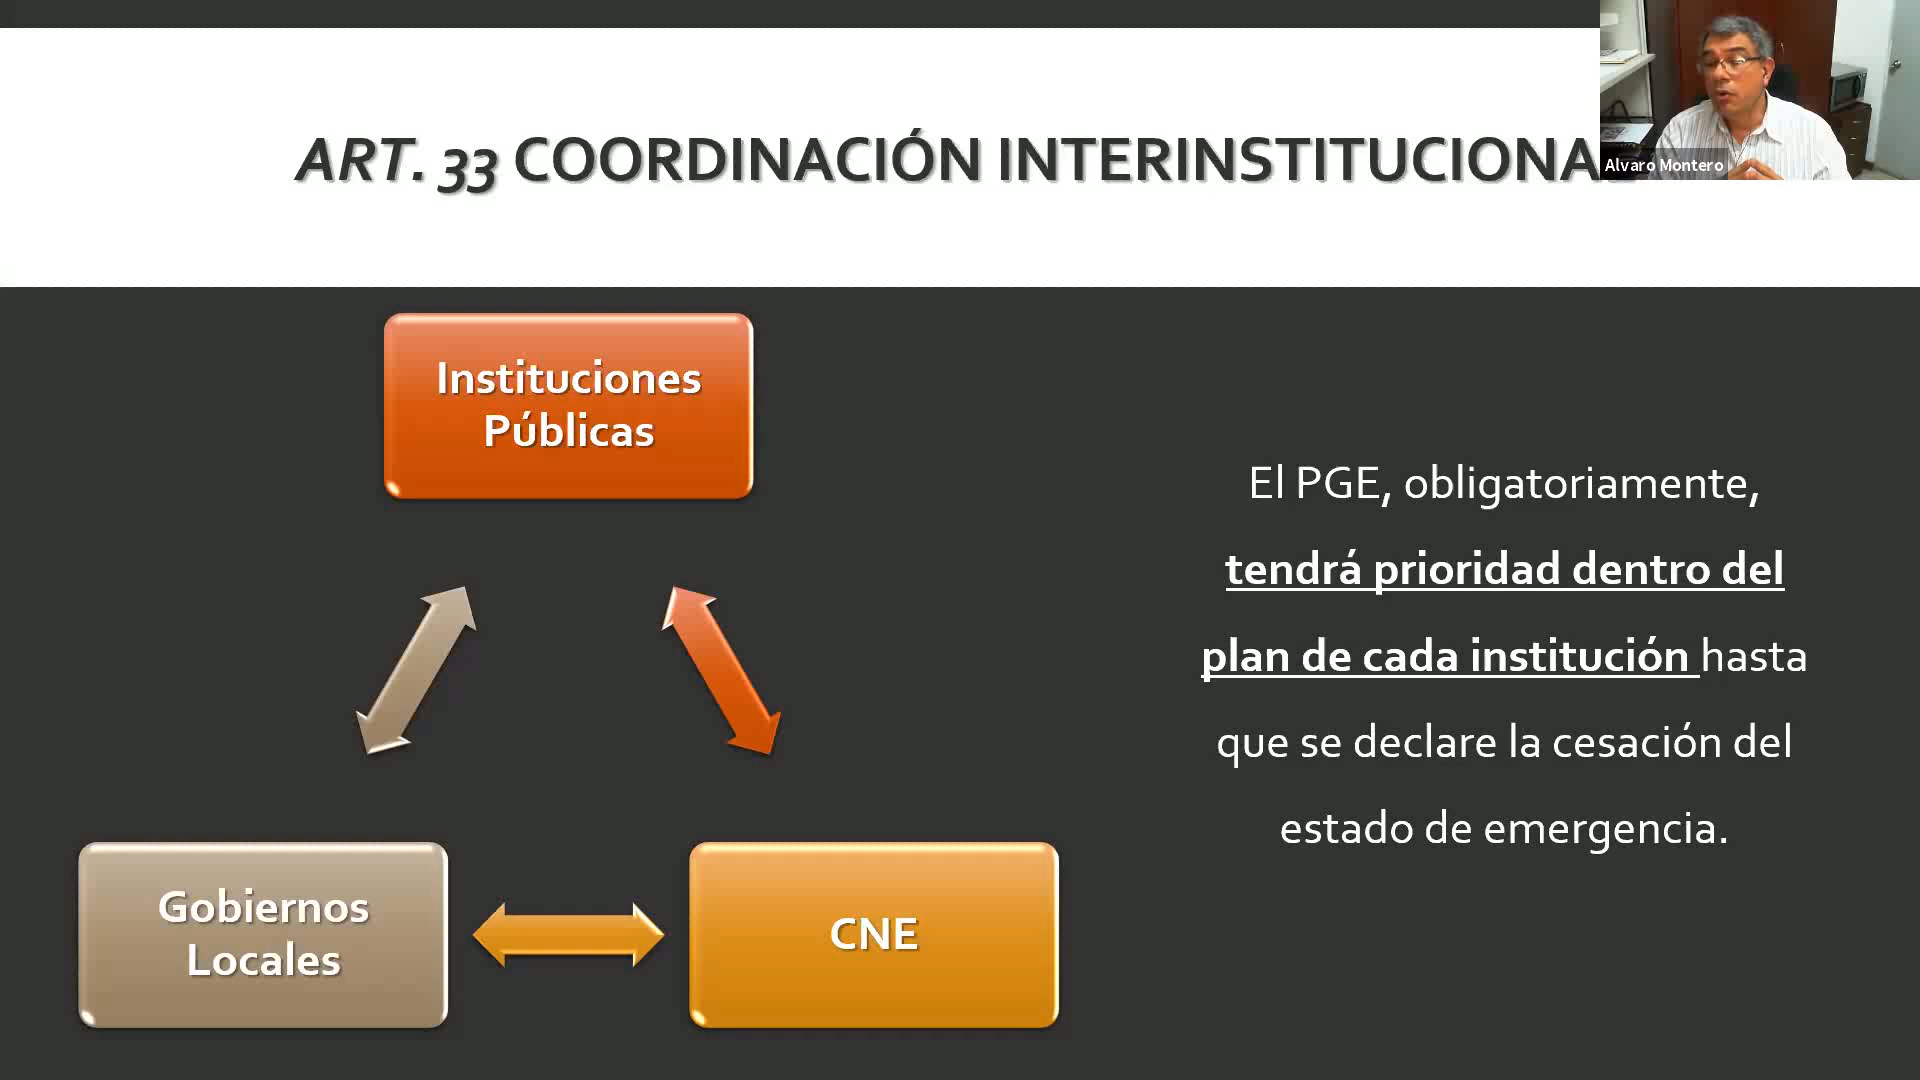 ART. 33 COORDINACIÓN INTERINSTITUCIONA
Alvaro Montero
Instituciones
Públicas
El PGE, obligatoriamente,
tendrá prioridad dentro del
plan de cada institución hasta
que se declare la cesación del
estado de emergencia.
Gobiernos
Locales
CNE